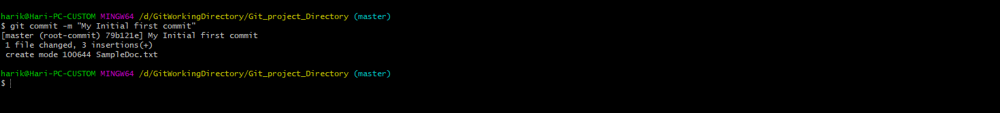 harik@Hari-PC-CUSTOM MINGW64 /d/GitWorkingDirectory/Git_project_Directory (master)
$ git commit -m "My Initial first commit"
[master (root-commit) 79b121e] My Initial first commit
 1 file changed, 3 insertions(+)
 create mode 100644 SampleDoc.txt
harik@Hari-PC-CUSTOM MINGW64 /d/GitWorkingDirectory/Git_project_Directory (master)
$